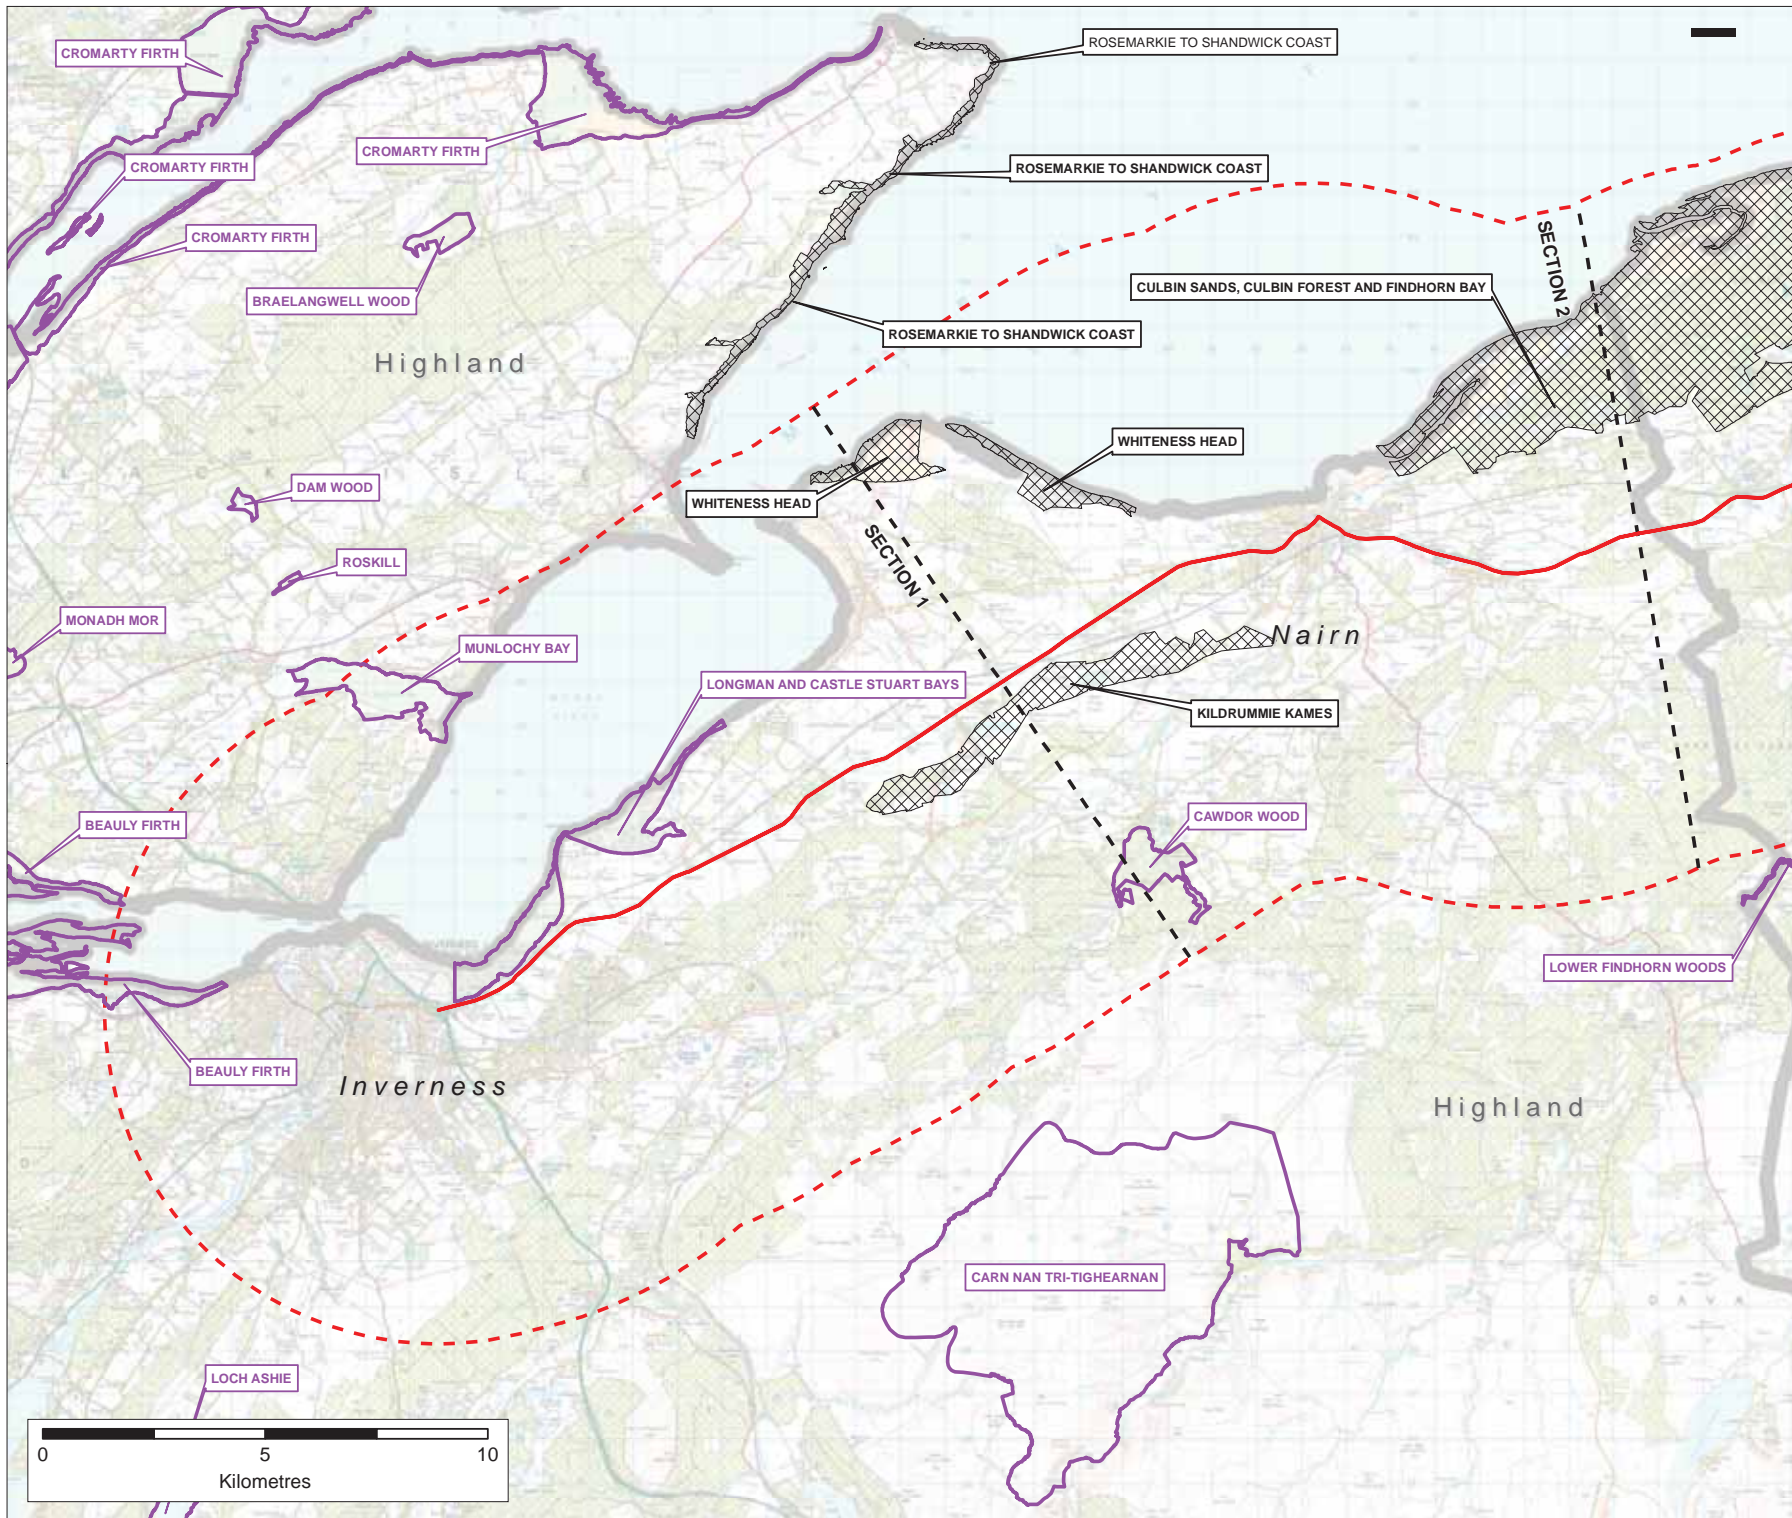 ROSEMARKIE TO SHANDWICK COAST
CROMARTY FIRTH
CROMARTY FIRTH
CROMARTY FIRTH
ROSEMARKIE TO SHANDWICK COAST
CROMARTY FIRTH
SECTION 2
CULBIN SANDS, CULBIN FOREST AND FINDHORN BAY
BRAELANGWELL WOOD
ROSEMARKIE TO SHANDWICK COAST
Highland
WHITENESS HEAD
DAM WOOD
WHITENESS HEAD
SECTION 1
ROSKILL
MONADH MOR
Nairn
MUNLOCHY BAY
LONGMAN AND CASTLE STUART BAYS
KILDRUMMIE KAMES
CAWDOR WOOD
BEAULY FIRTH
LOWER FINDHORN WOODS
BEAULY FIRTH
Inverness
Highland
CARN NAN TRI-TIGHEARNAN
LOCH ASHIE
0 5 10
Kilometres